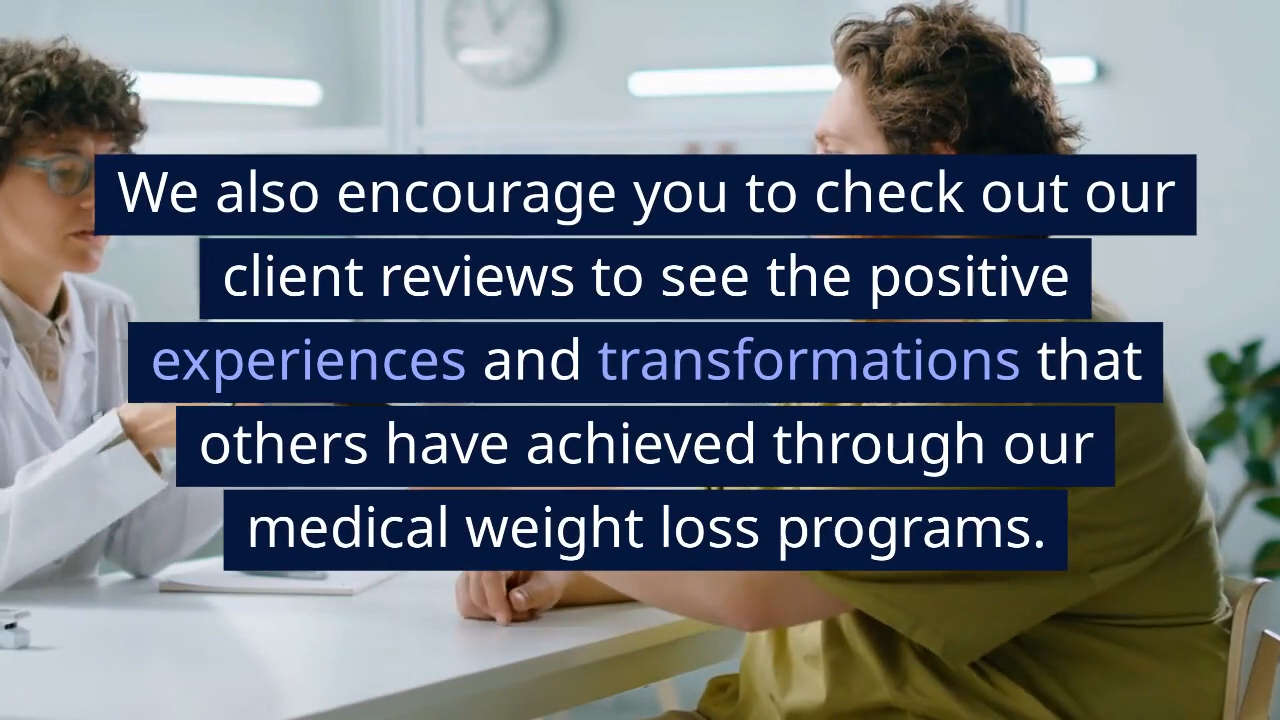 We also encourage you to check out our
client reviews to see the positive
experiences and transformations that
others have achieved through our
medical weight loss programs.